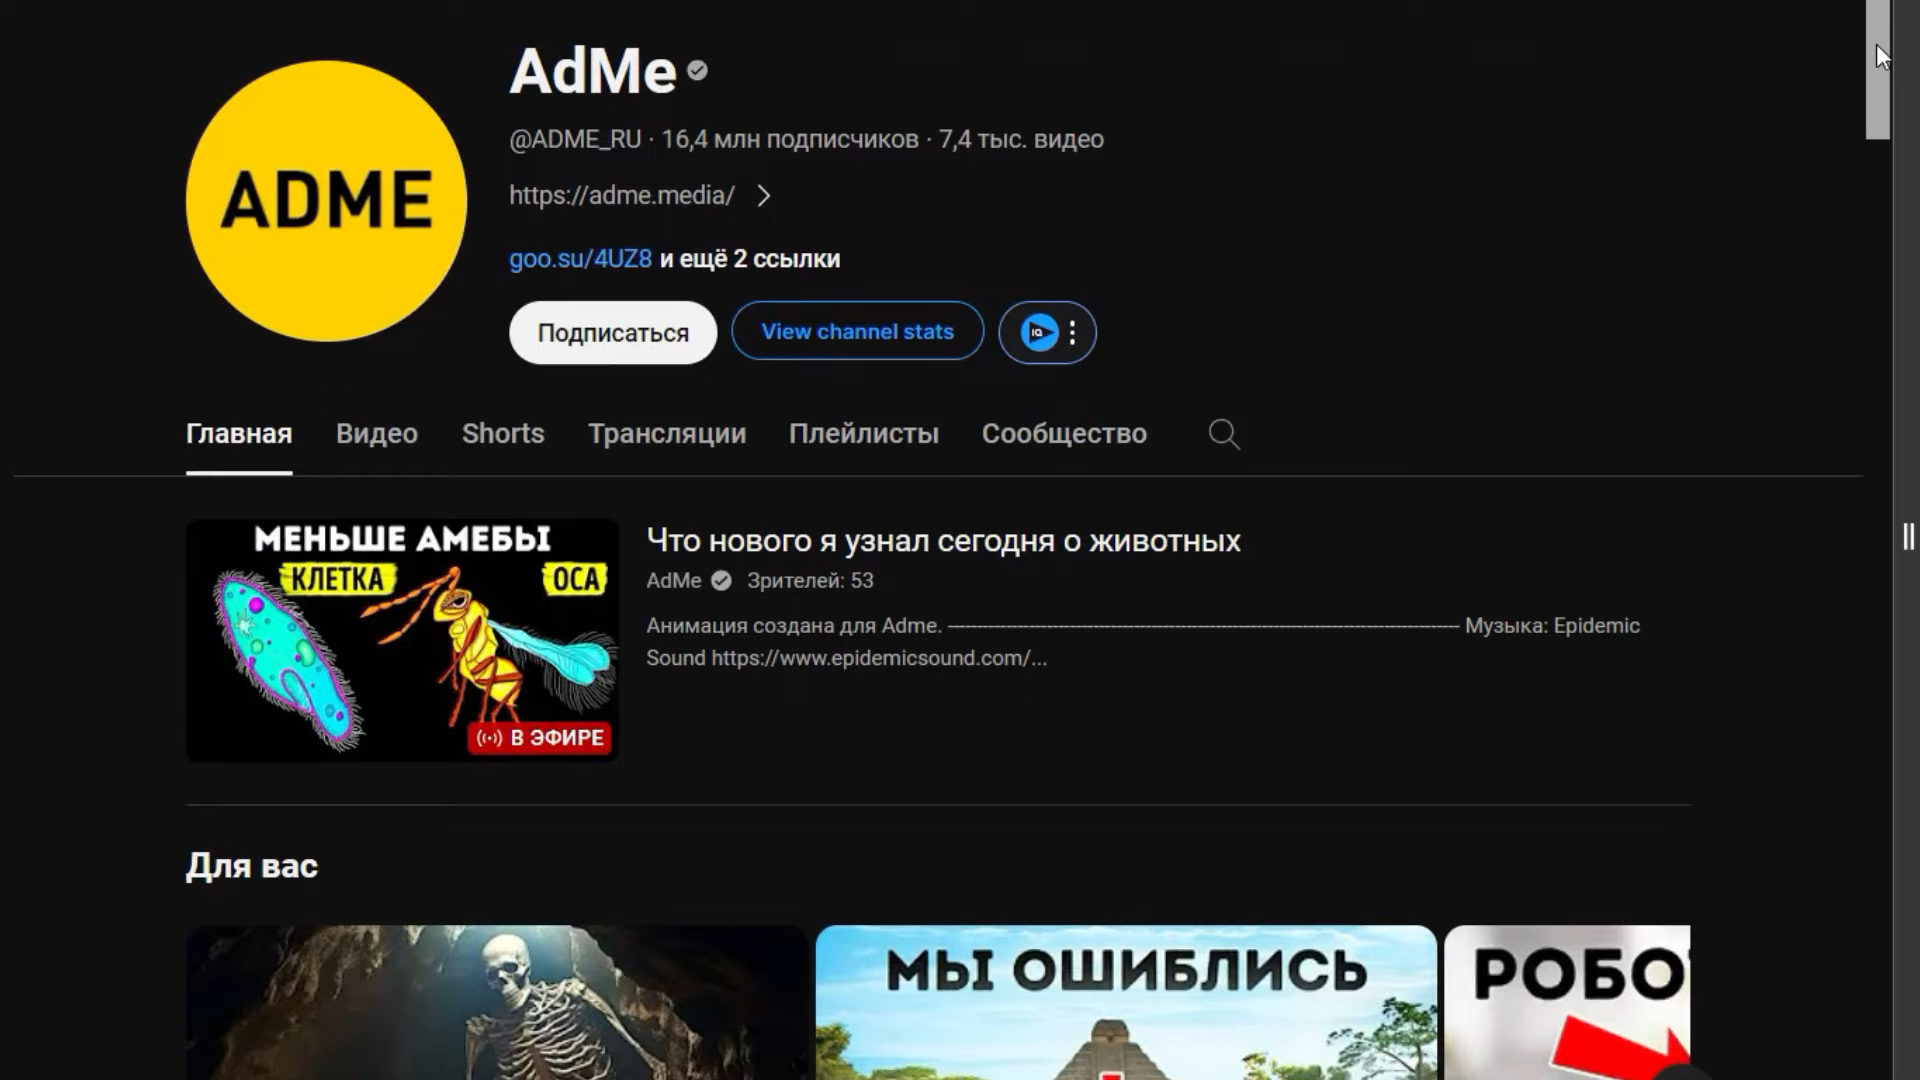 ADME
AdMe
@ADME_RU · 16,4 млн подписчиков · 7,4 тыс. видео
https://adme.media/
goo.su/4UZ8 и ещё 2 ссылки
Подписаться
View channel stats
IQ
Главная
Видео
Shorts
Трансляции
Плейлисты
Сообщество
МЕНЬШЕ АМЕБЫ
КЛЕТКА
ОСА
В ЭФИРЕ
Что нового я узнал сегодня о животных
AdMe Зрителей: 53
Анимация создана для Adme. ---------------------------------------------------------------------------------------- Музыка: Epidemic
Sound https://www.epidemicsound.com/...
Для вас
МЫ ОШИБЛИСЬ
РОБО